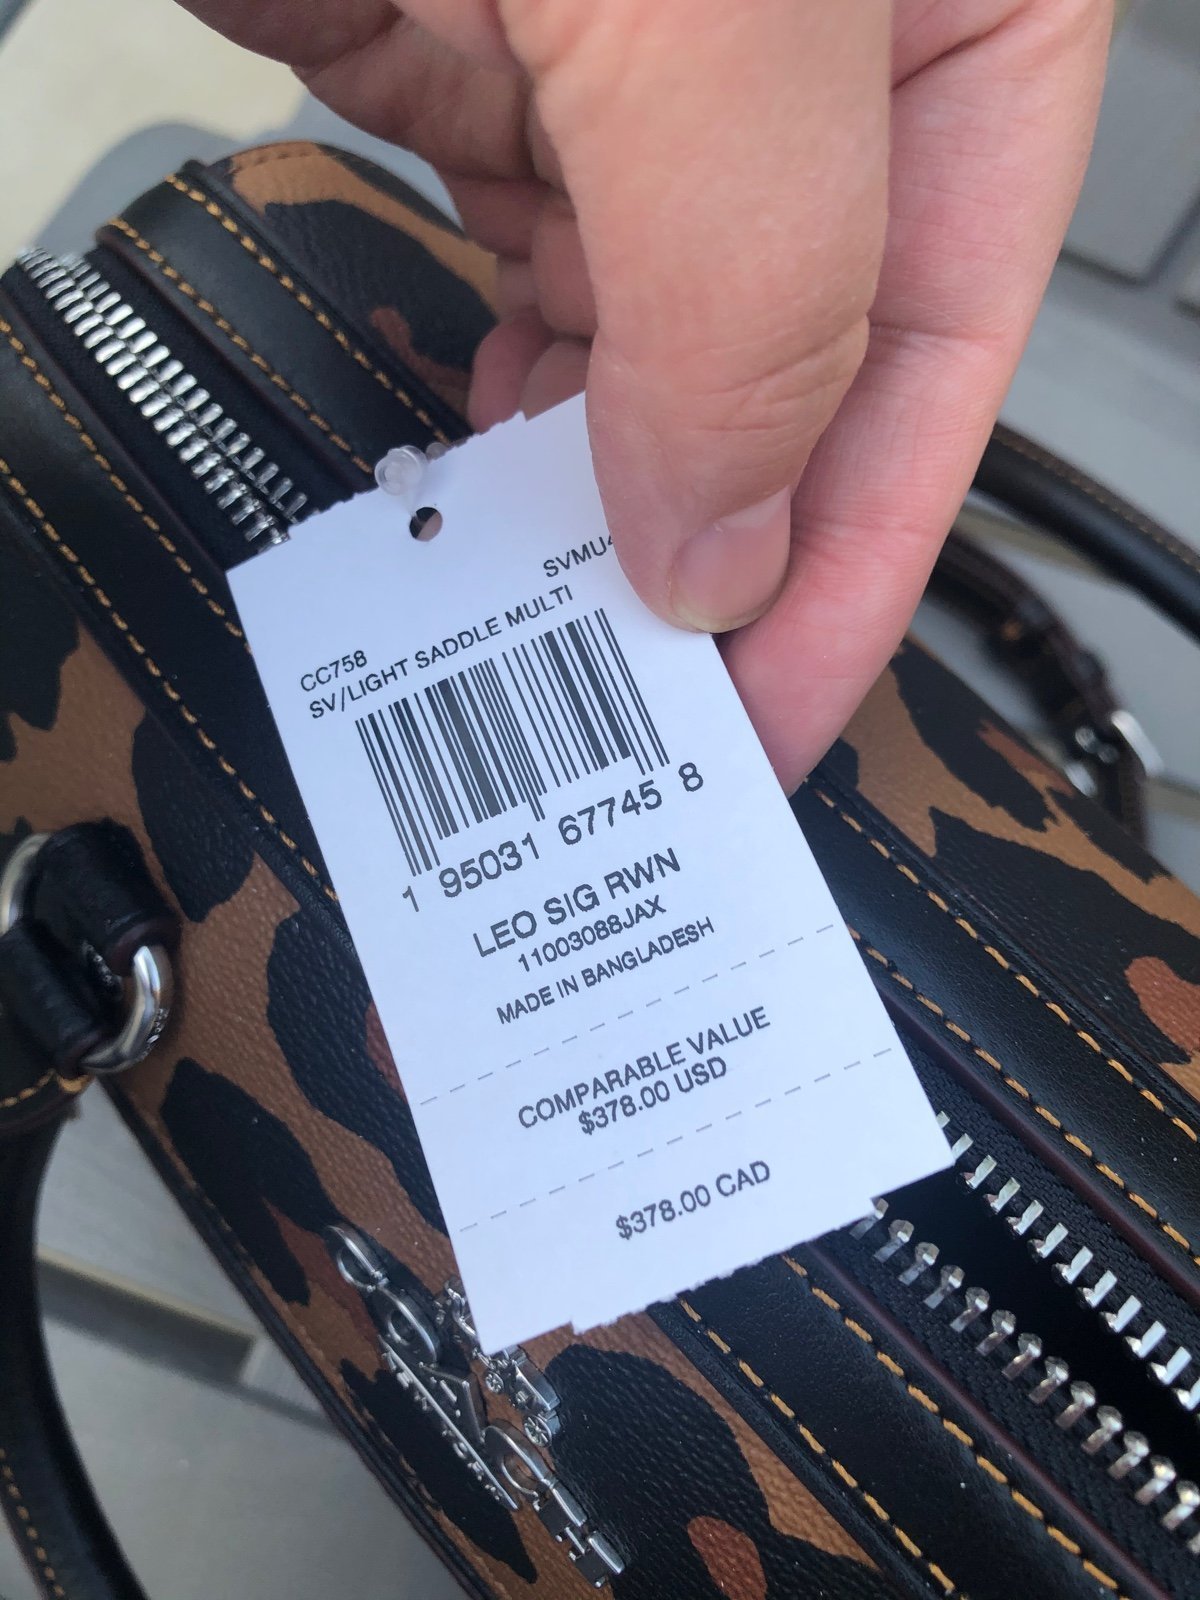 CC758
SV/LIGHT SADDLE MULTI
1 95031 67745 8
LEO SIG RWN
11003088JAX
MADE IN BANGLADESH
COMPARABLE VALUE
$378.00 USD
$378.00 CAD
COACH